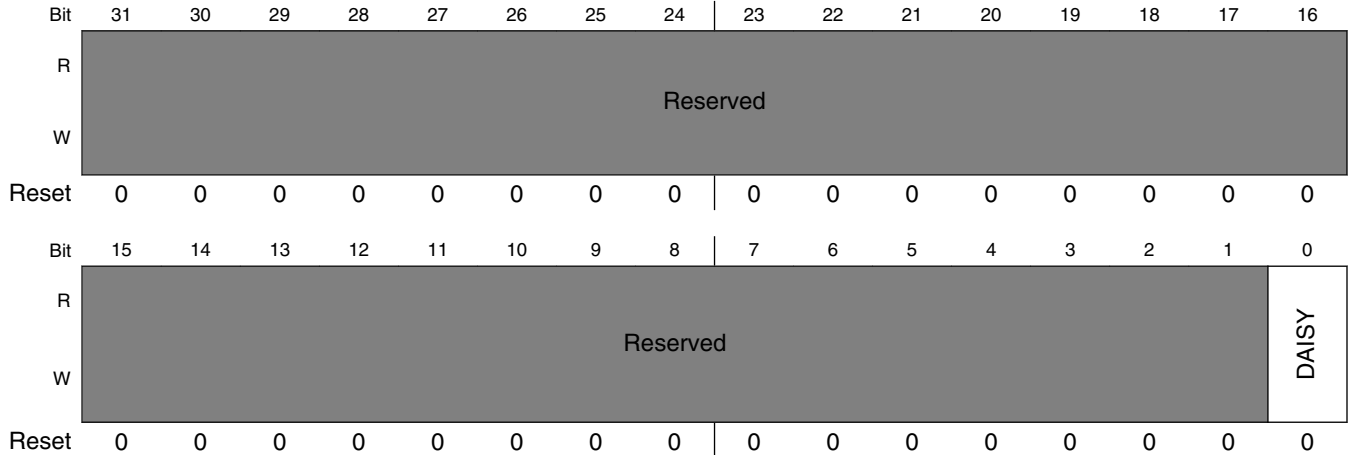 Bit 31 30 29 28 27 26 25 24 23 22 21 20 19 18 17 16
R
Reserved
W
Reset 0 0 0 0 0 0 0 0 0 0 0 0 0 0 0 0
Bit 15 14 13 12 11 10 9 8 7 6 5 4 3 2 1 0
R
Reserved DAISY
W
Reset 0 0 0 0 0 0 0 0 0 0 0 0 0 0 0 0